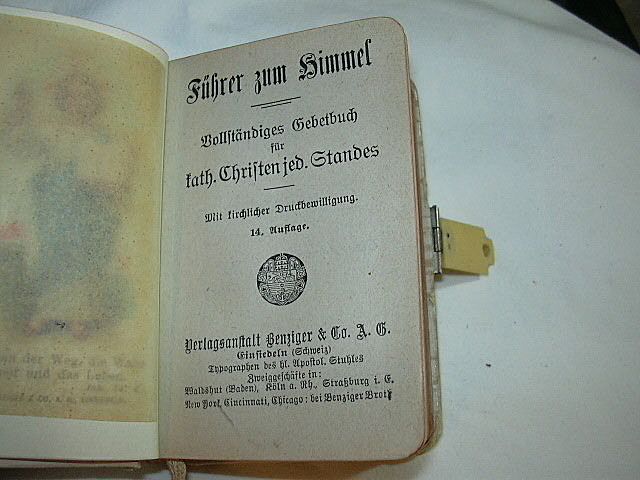 Führer zum Himmel
Vollständiges Gebetbuch
für
kath. Christen jed. Standes
Mit kirchlicher Druckbewilligung.
14. Auflage.
Verlagsanstalt Benziger & Co. A. G.
Einsiedeln (Schweiz)
Typographen des hl. Apostol. Stuhles
Zweiggeschäfte in:
Waldshut (Baden), Köln a. Rh., Straßburg i. E.
New York, Cincinnati, Chicago: bei Benziger Broth